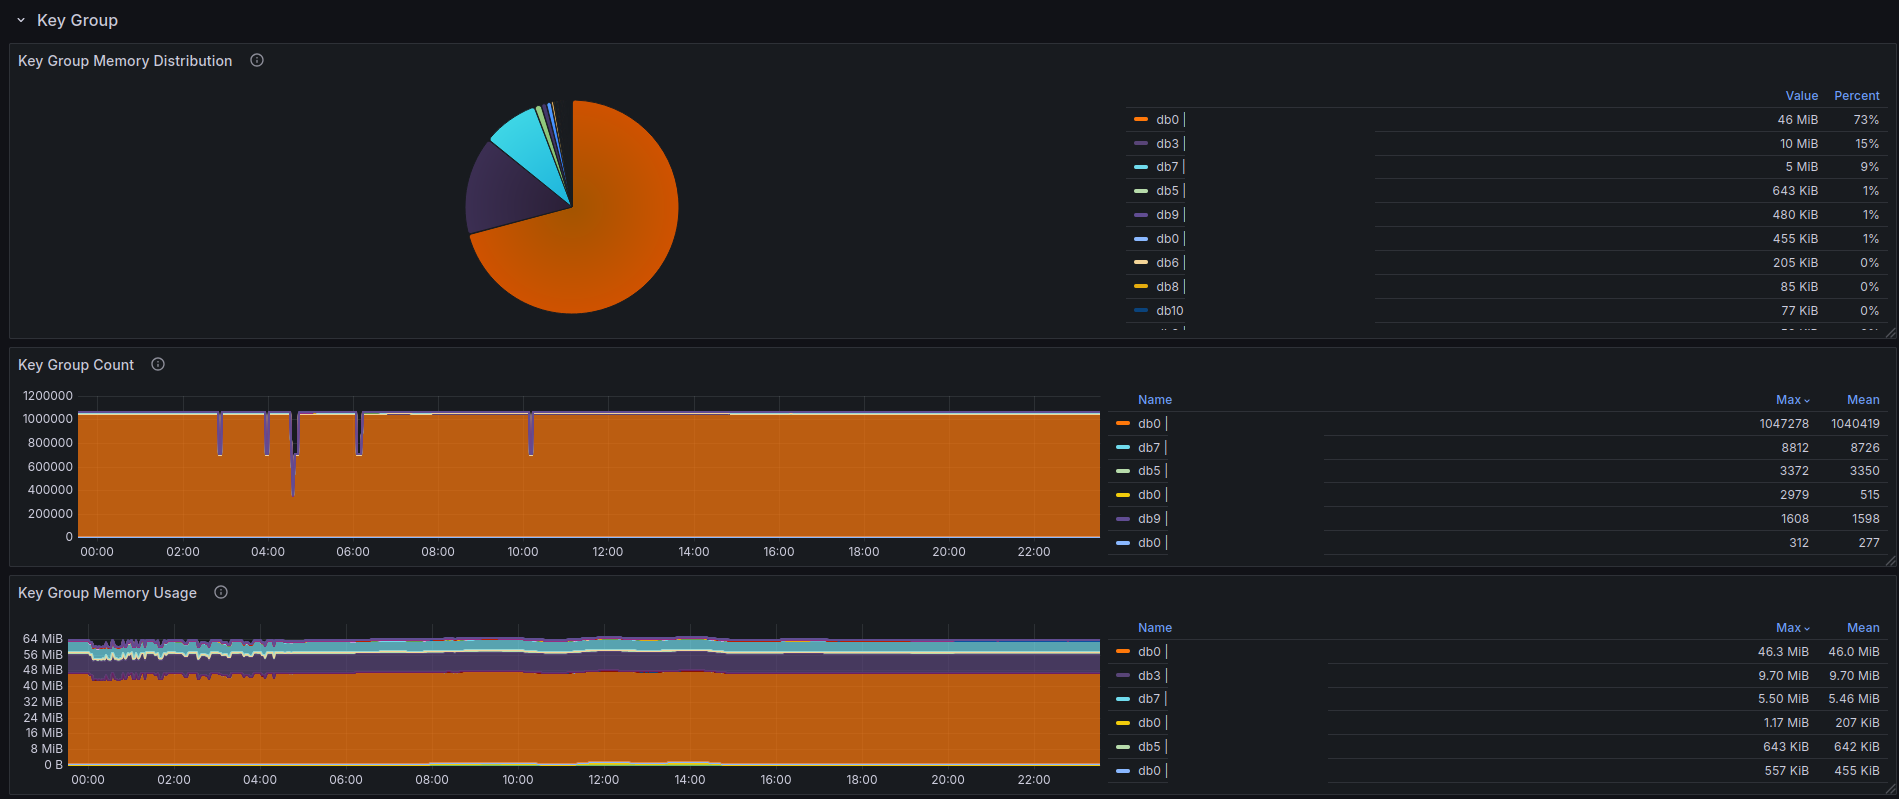 Key Group
Key Group Memory Distribution
Value Percent
db0 | 46 MiB 73%
db3 | 10 MiB 15%
db7 | 5 MiB 9%
db5 | 643 KiB 1%
db9 | 480 KiB 1%
db0 | 455 KiB 1%
db6 | 205 KiB 0%
db8 | 85 KiB 0%
db10 77 KiB 0%
Key Group Count
1200000
1000000
800000
600000
400000
200000
0
00:00 02:00 04:00 06:00 08:00 10:00 12:00 14:00 16:00 18:00 20:00 22:00
Name Max Mean
db0 | 1047278 1040419
db7 | 8812 8726
db5 | 3372 3350
db0 | 2979 515
db9 | 1608 1598
db0 | 312 277
Key Group Memory Usage
64 MiB
56 MiB
48 MiB
40 MiB
32 MiB
24 MiB
16 MiB
8 MiB
0 B
00:00 02:00 04:00 06:00 08:00 10:00 12:00 14:00 16:00 18:00 20:00 22:00
Name Max Mean
db0 | 46.3 MiB 46.0 MiB
db3 | 9.70 MiB 9.70 MiB
db7 | 5.50 MiB 5.46 MiB
db0 | 1.17 MiB 207 KiB
db5 | 643 KiB 642 KiB
db0 | 557 KiB 455 KiB